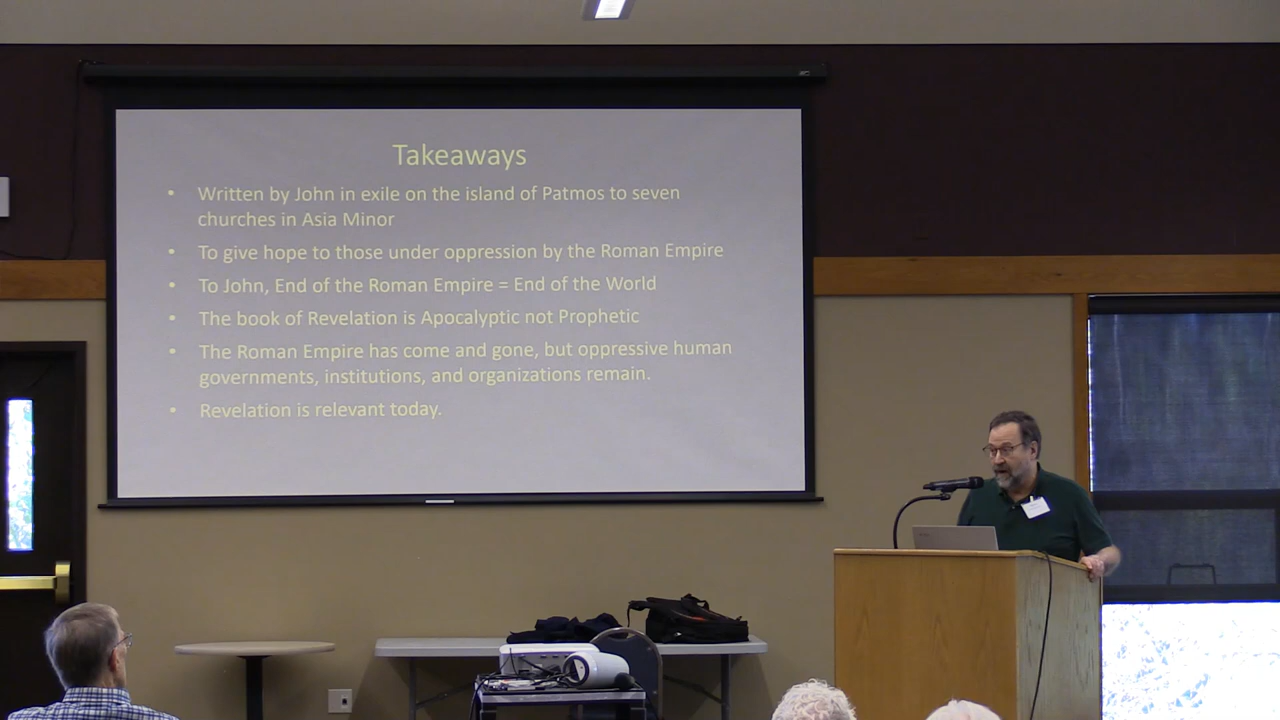 Takeaways
• Written by John in exile on the island of Patmos to seven
churches in Asia Minor
• To give hope to those under oppression by the Roman Empire
• To John, End of the Roman Empire = End of the World
• The book of Revelation is Apocalyptic not Prophetic
• The Roman Empire has come and gone, but oppressive human
governments, institutions, and organizations remain.
• Revelation is relevant today.